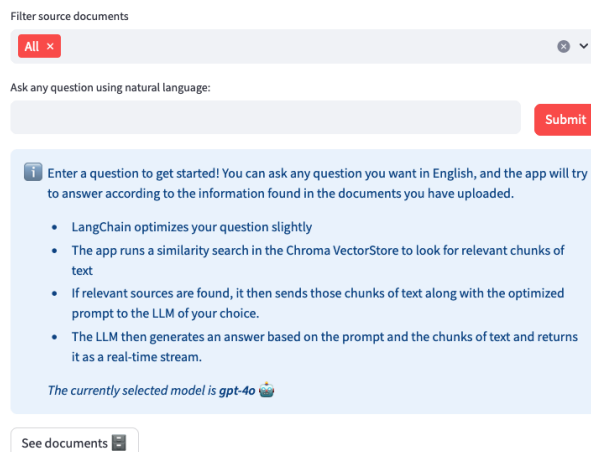 Filter source documents
All ×
Ask any question using natural language:
Submit
Enter a question to get started! You can ask any question you want in English, and the app will try
to answer according to the information found in the documents you have uploaded.
• LangChain optimizes your question slightly
• The app runs a similarity search in the Chroma VectorStore to look for relevant chunks of
text
• If relevant sources are found, it then sends those chunks of text along with the optimized
prompt to the LLM of your choice.
• The LLM then generates an answer based on the prompt and the chunks of text and returns
it as a real-time stream.
The currently selected model is gpt-4o 🤖
See documents 🗄️